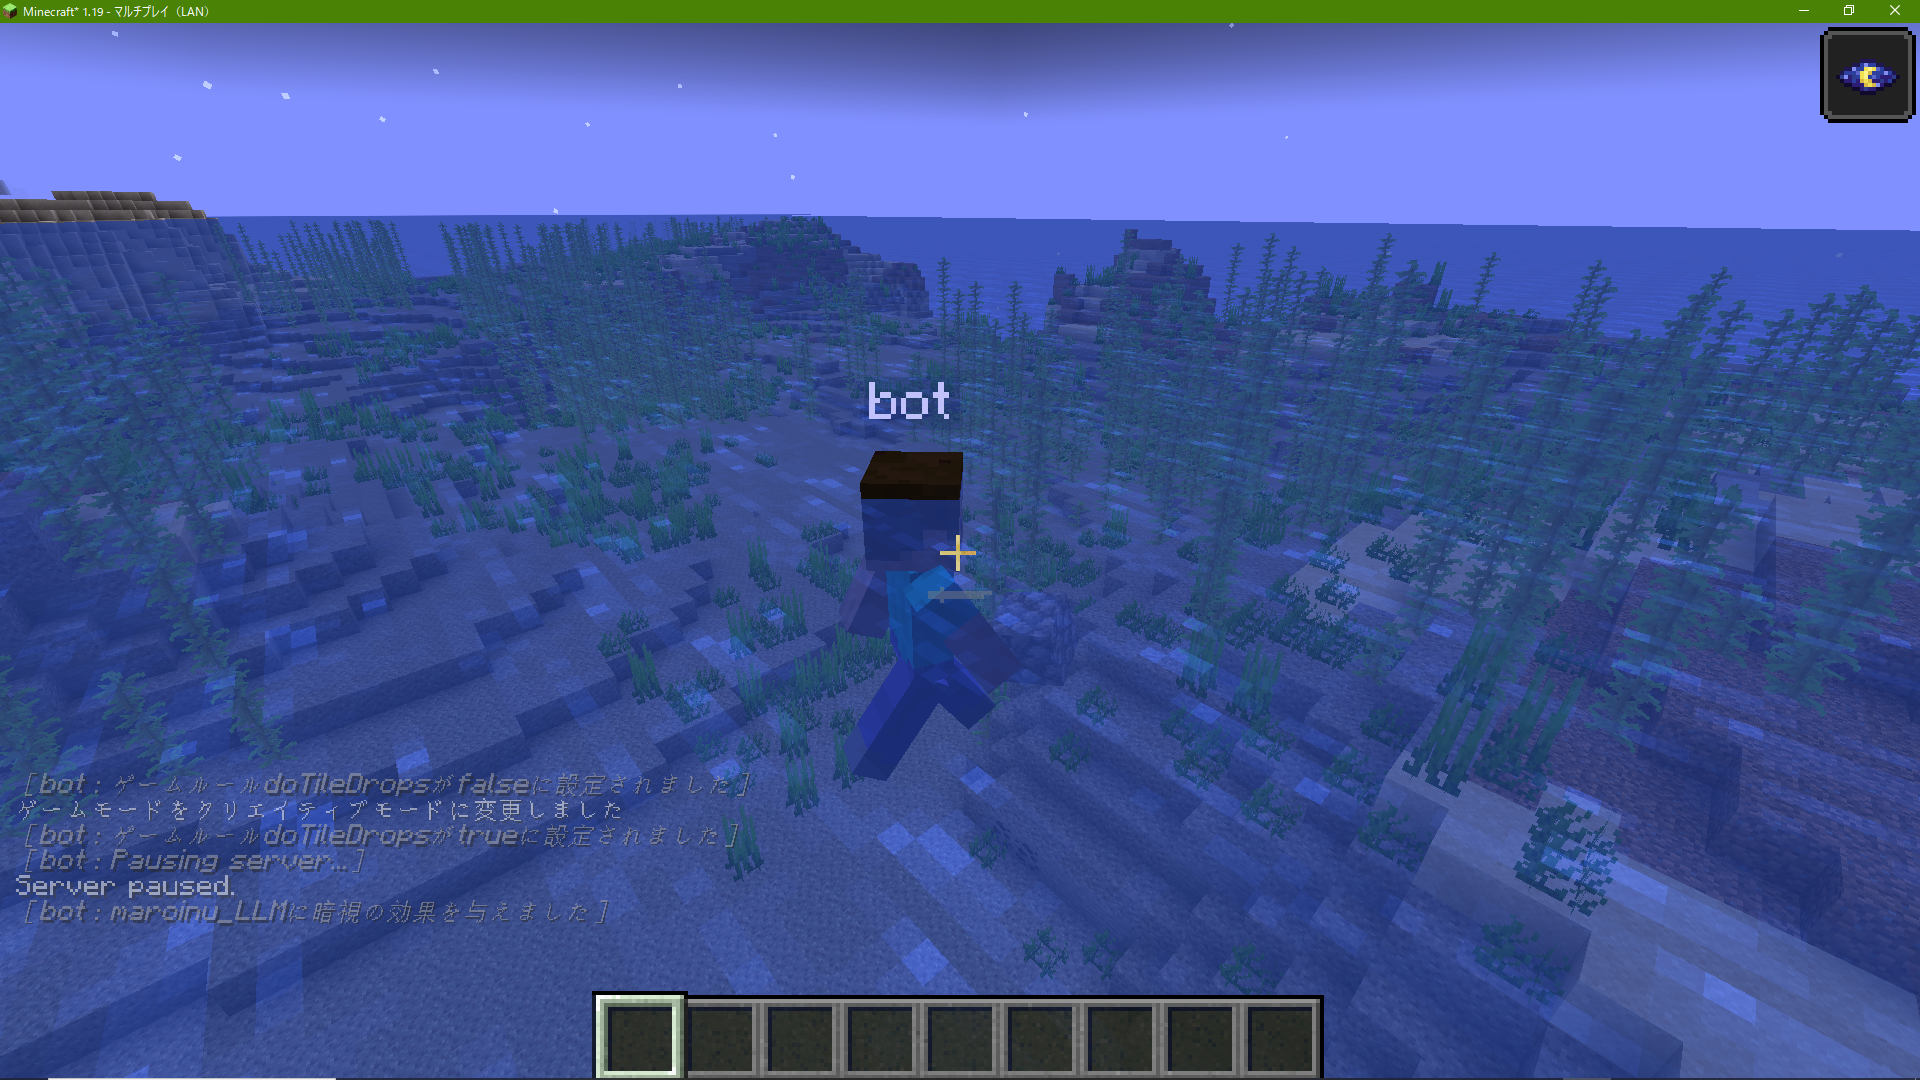 Minecraft* 1.19 - マルチプレイ（LAN）
bot
[bot: ゲームルールdoTileDropsがfalseに設定されました]
ゲームモードをクリエイティブモードに変更しました
[bot: ゲームルールdoTileDropsがtrueに設定されました]
[bot: Pausing server...]
Server paused.
[bot: maroinu_LLMに暗視の効果を与えました]